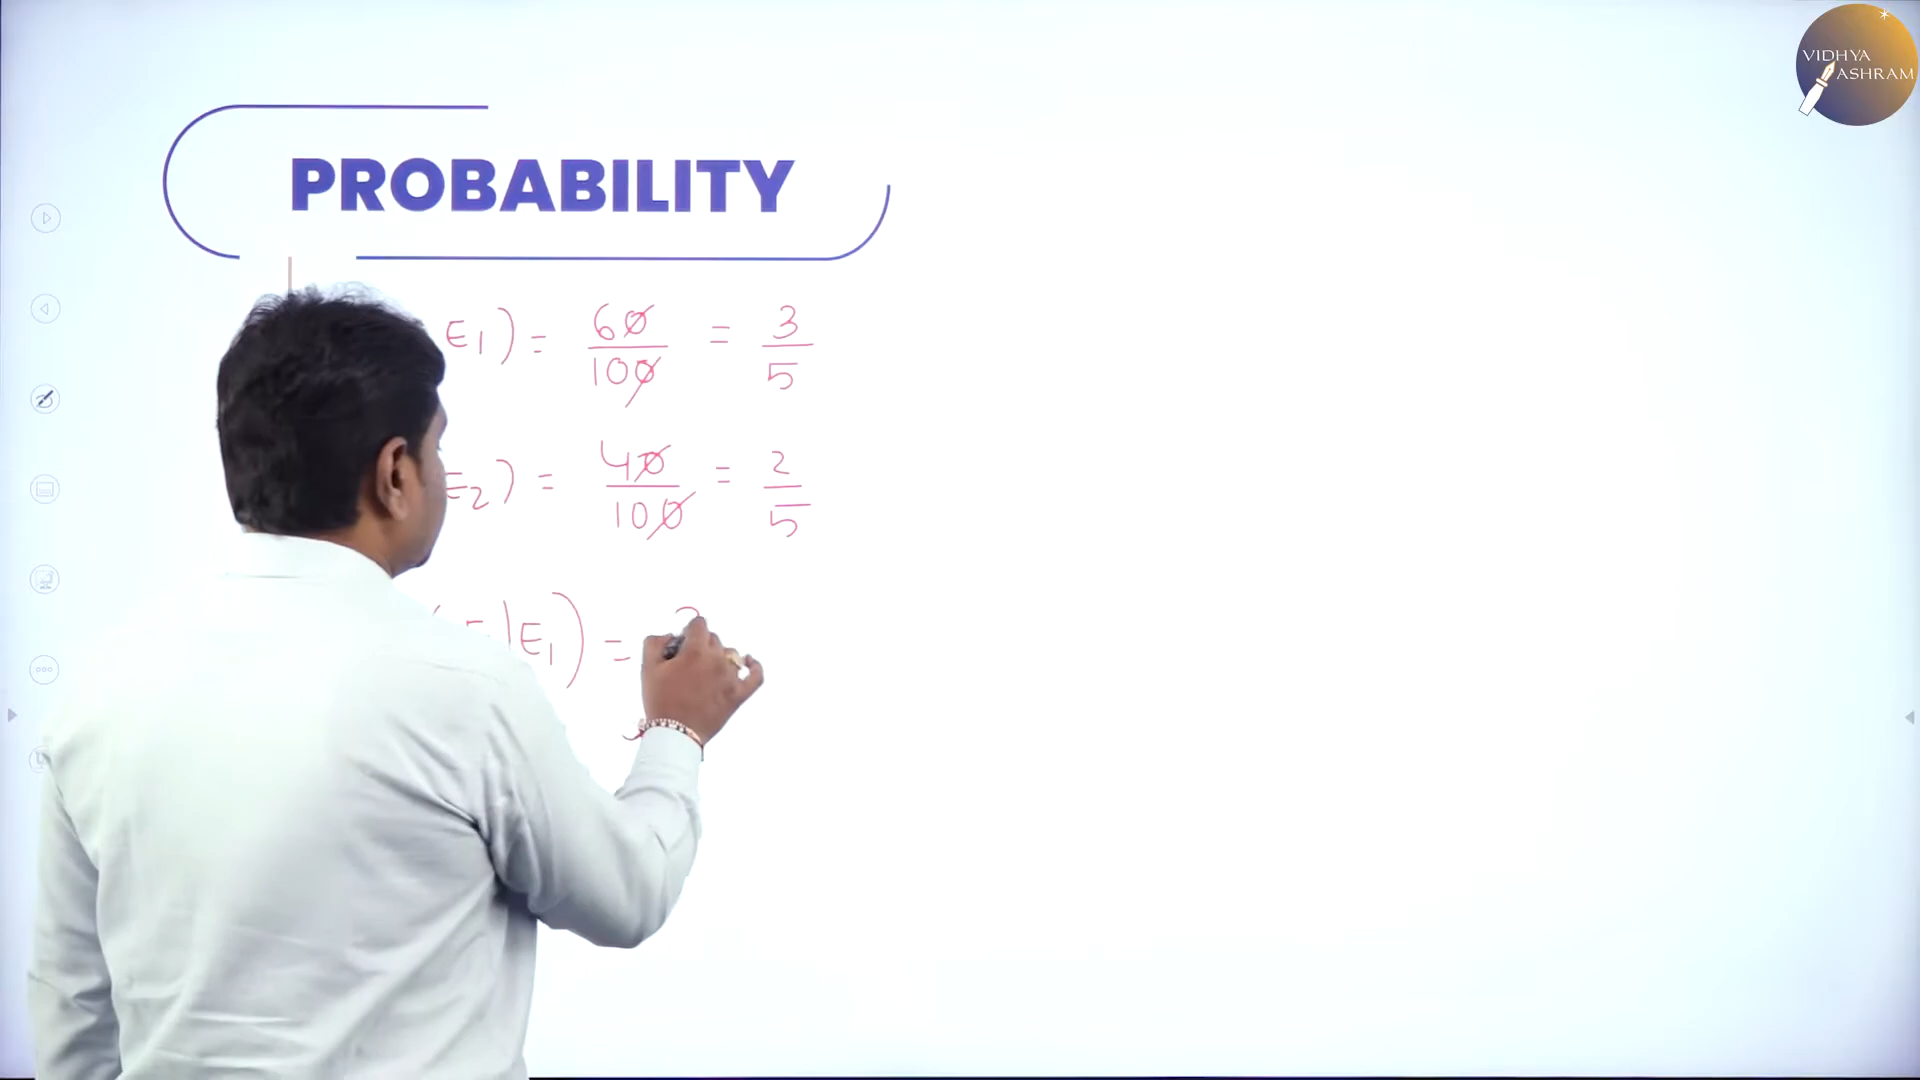 VIDHYA
ASHRAM
PROBABILITY
E1) = 60/100 = 3/5
E2) = 40/100 = 2/5
|E1) =